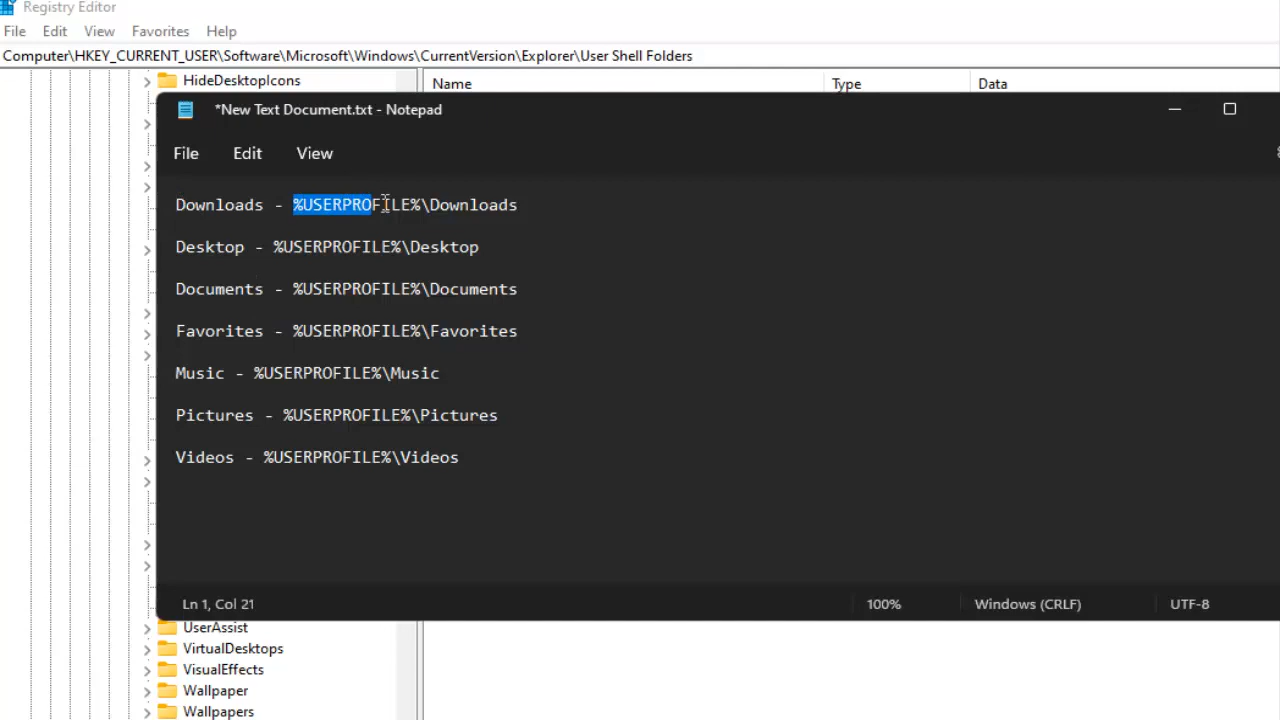 Registry Editor
File Edit View Favorites Help
Computer\HKEY_CURRENT_USER\Software\Microsoft\Windows\CurrentVersion\Explorer\User Shell Folders
HideDesktopIcons
Name Type Data
*New Text Document.txt - Notepad
File Edit View
Downloads - %USERPROFILE%\Downloads
Desktop - %USERPROFILE%\Desktop
Documents - %USERPROFILE%\Documents
Favorites - %USERPROFILE%\Favorites
Music - %USERPROFILE%\Music
Pictures - %USERPROFILE%\Pictures
Videos - %USERPROFILE%\Videos
Ln 1, Col 21 100% Windows (CRLF) UTF-8
UserAssist
VirtualDesktops
VisualEffects
Wallpaper
Wallpapers